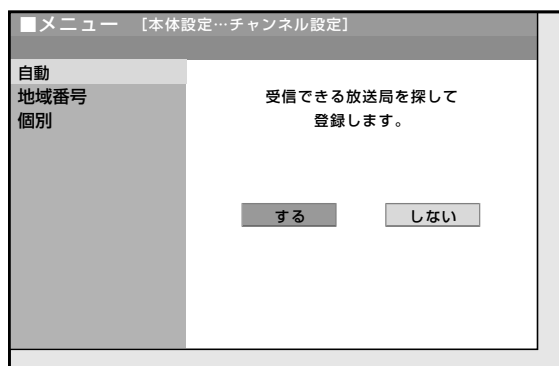 ■メニュー [本体設定…チャンネル設定]
自動
地域番号
個別
受信できる放送局を探して
登録します。
する しない